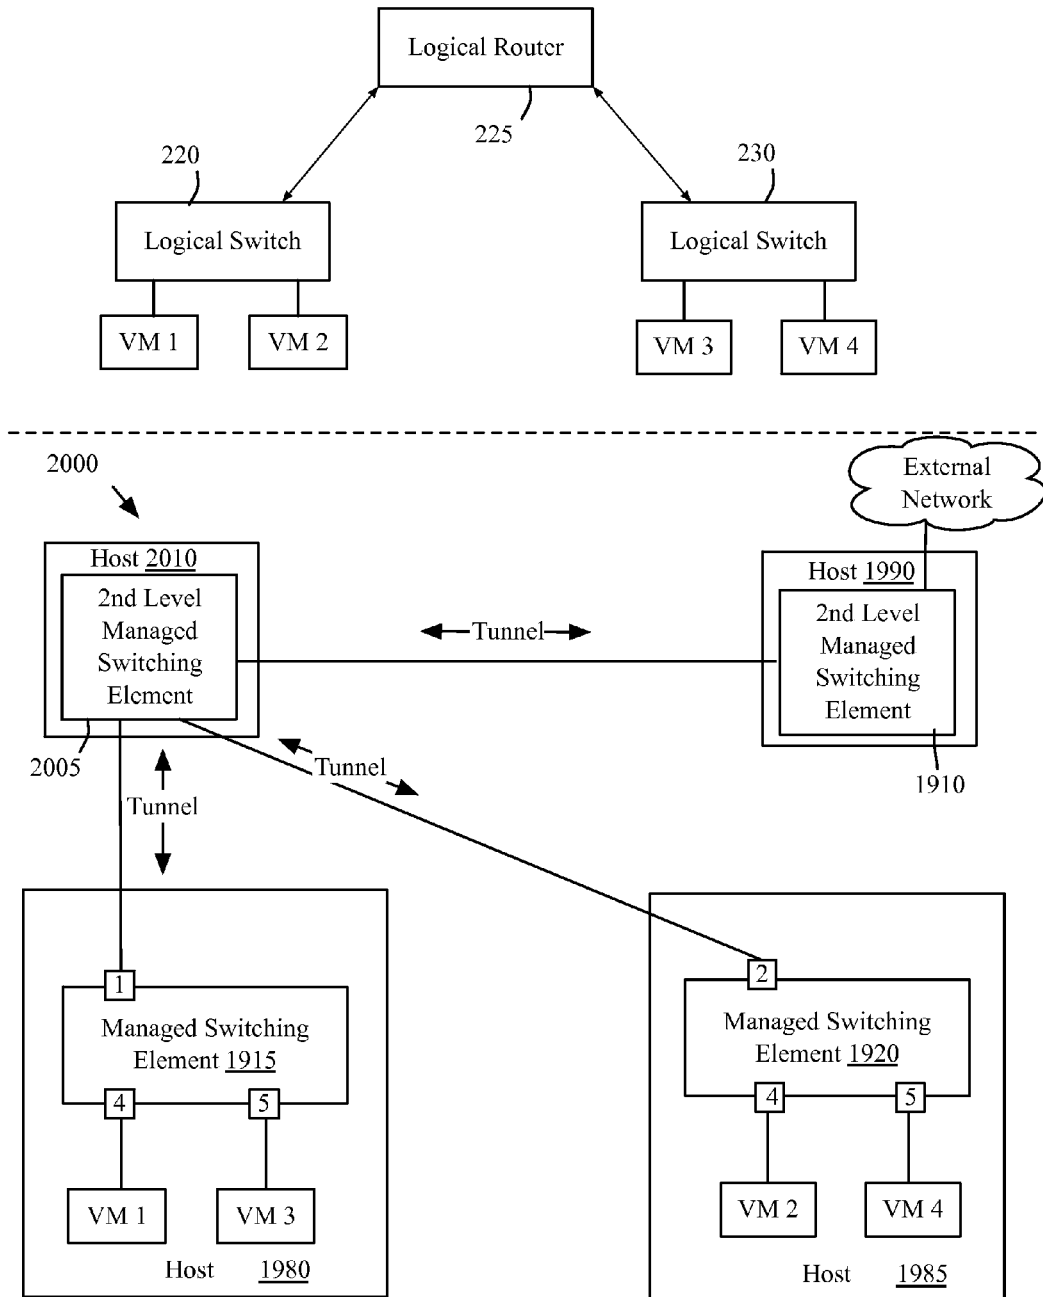 Logical Router
225
220
230
Logical Switch
Logical Switch
VM 1
VM 2
VM 3
VM 4
2000
External
Network
Host 2010
2nd Level
Managed
Switching
Element
2005
Tunnel
Host 1990
2nd Level
Managed
Switching
Element
1910
Tunnel
Tunnel
1
Managed Switching
Element 1915
4
5
VM 1
VM 3
Host 1980
2
Managed Switching
Element 1920
4
5
VM 2
VM 4
Host 1985